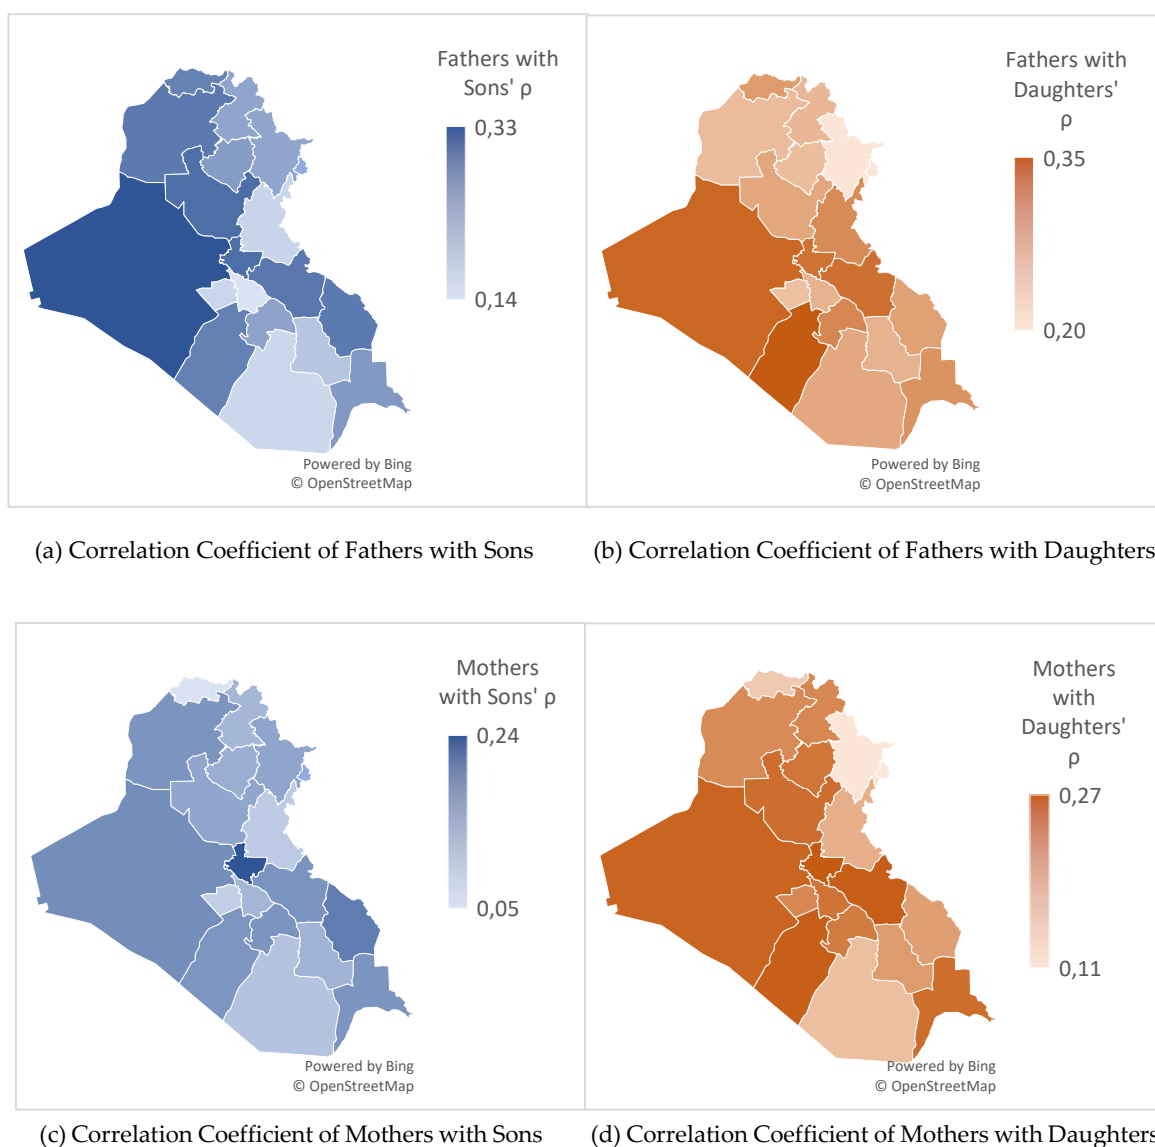 Fathers with
Sons' ρ
0,33
0,14
Powered by Bing
© OpenStreetMap
Fathers with
Daughters'
ρ
0,35
0,20
Powered by Bing
© OpenStreetMap
(a) Correlation Coefficient of Fathers with Sons
(b) Correlation Coefficient of Fathers with Daughters
Mothers
with Sons' ρ
0,24
0,05
Powered by Bing
© OpenStreetMap
Mothers
with
Daughters'
ρ
0,27
0,11
Powered by Bing
© OpenStreetMap
(c) Correlation Coefficient of Mothers with Sons
(d) Correlation Coefficient of Mothers with Daughters